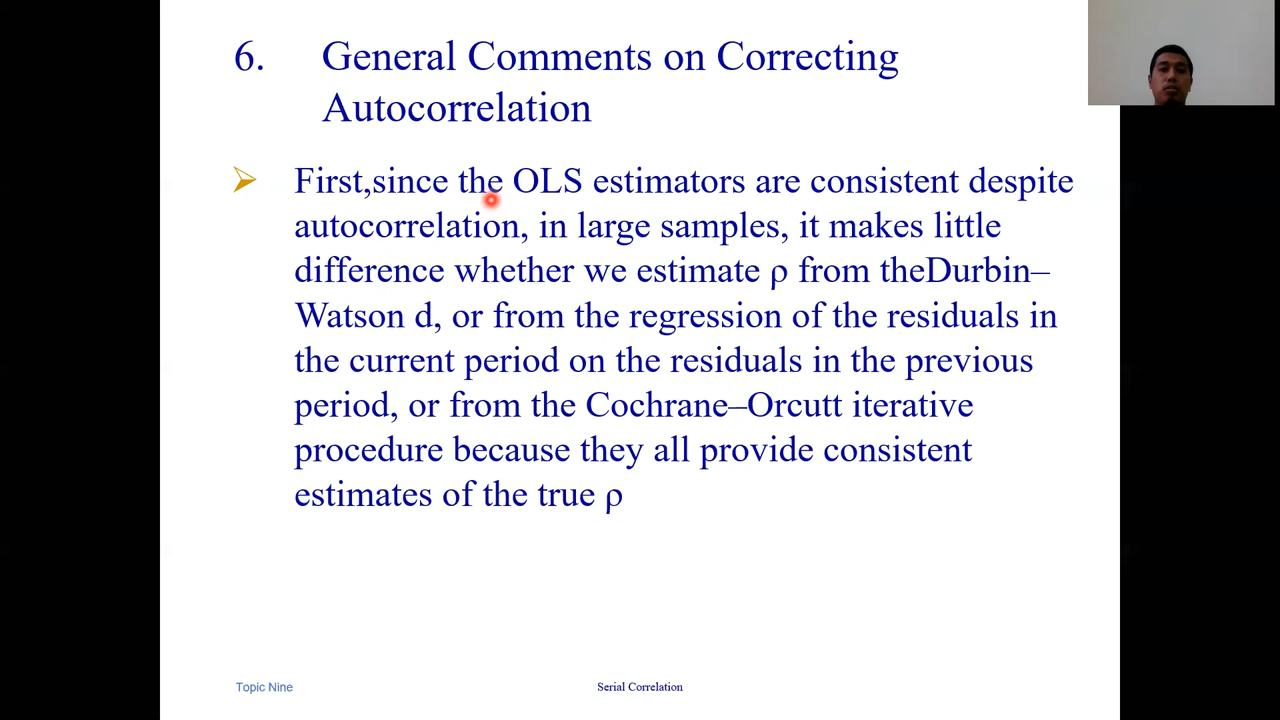 6. General Comments on Correcting
Autocorrelation
First,since the OLS estimators are consistent despite
autocorrelation, in large samples, it makes little
difference whether we estimate ρ from theDurbin–
Watson d, or from the regression of the residuals in
the current period on the residuals in the previous
period, or from the Cochrane–Orcutt iterative
procedure because they all provide consistent
estimates of the true ρ
Topic Nine
Serial Correlation